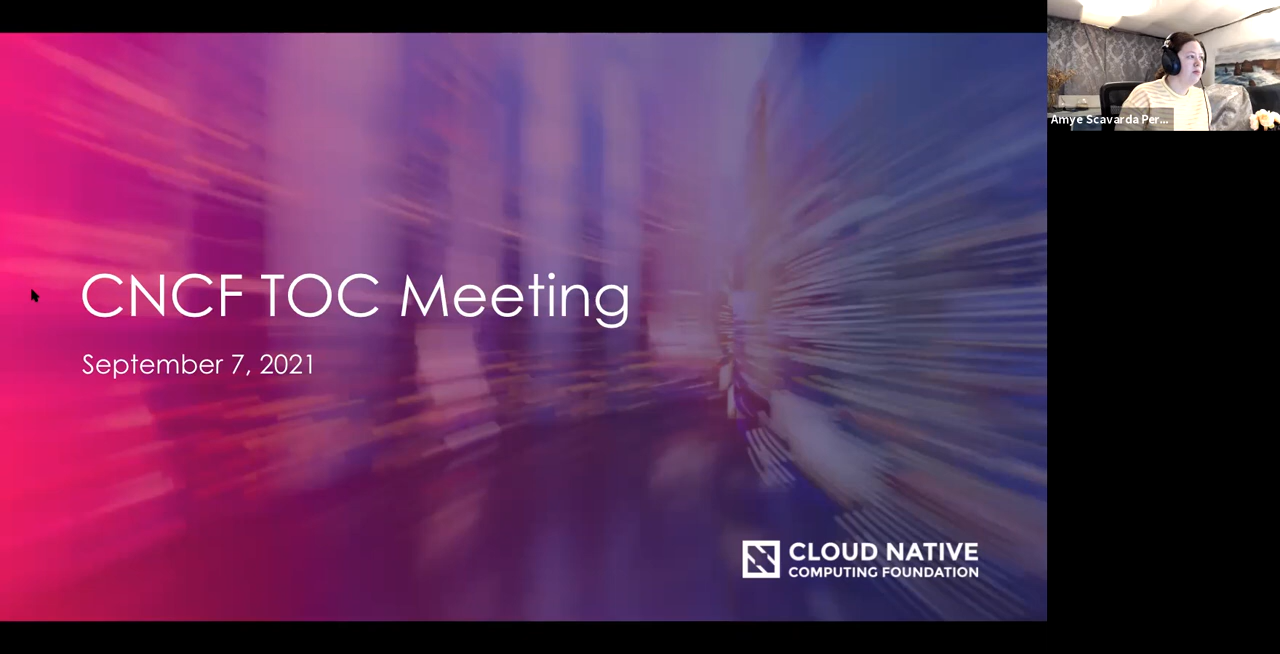 CNCF TOC Meeting
September 7, 2021
CLOUD NATIVE
COMPUTING FOUNDATION
Amye Scavarda Per...